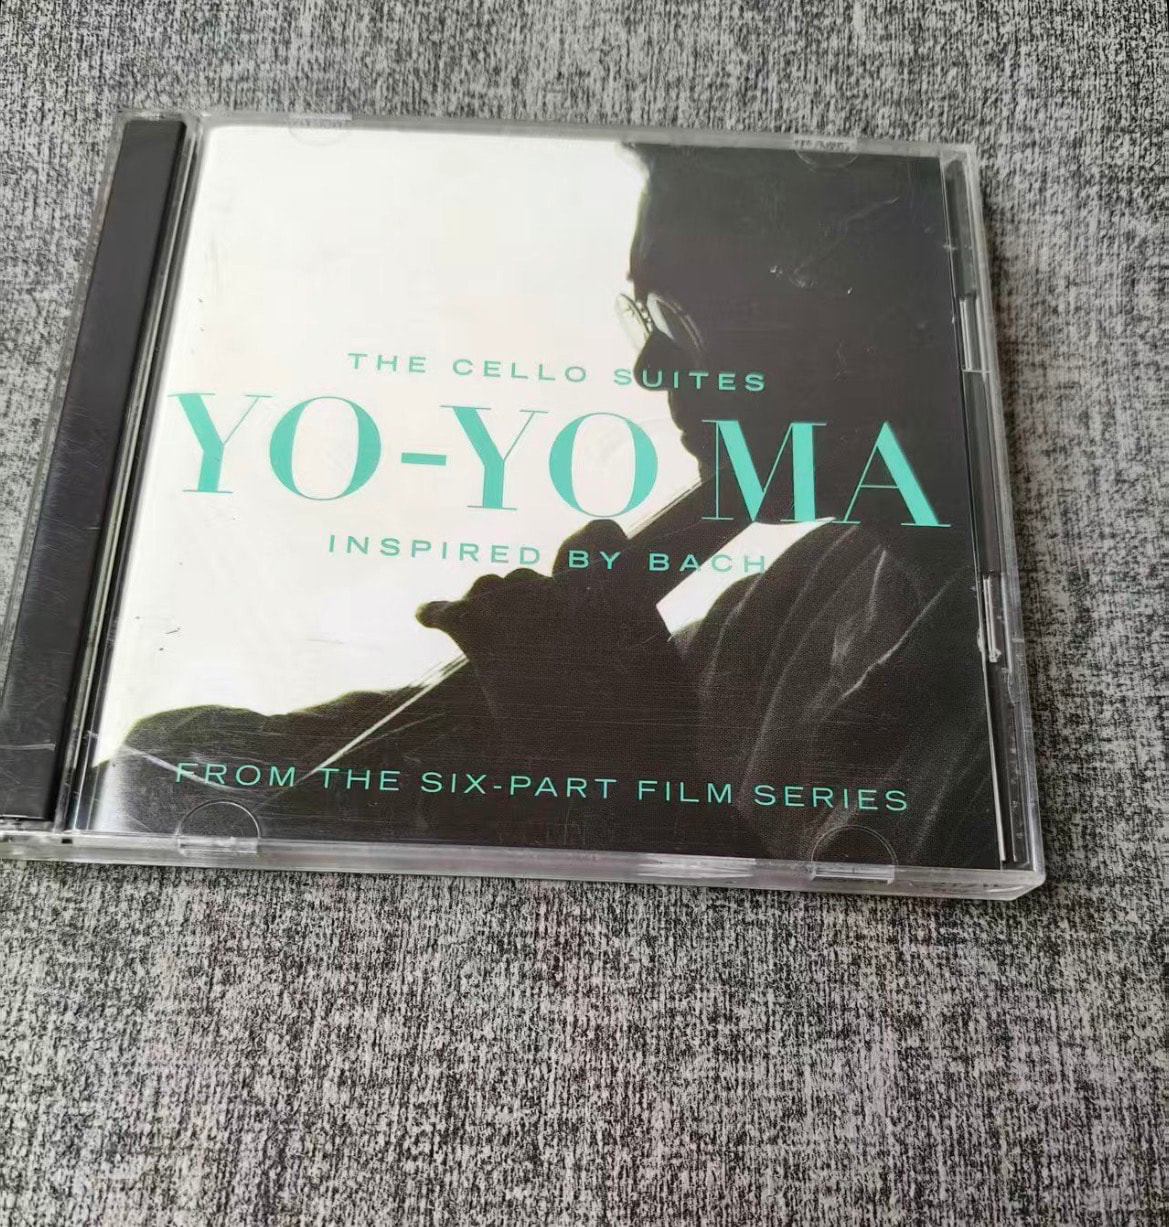 THE CELLO SUITES
YO-YO MA
INSPIRED BY BACH
FROM THE SIX-PART FILM SERIES